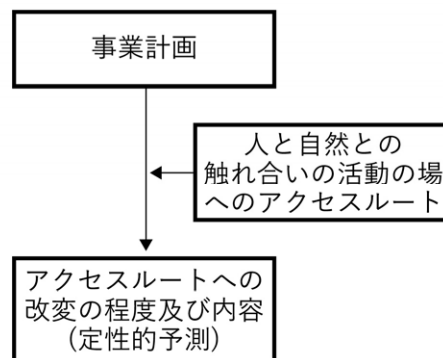 事業計画
人と自然との
触れ合いの活動の場
へのアクセスルート
アクセスルートへの
改変の程度及び内容
(定性的予測)